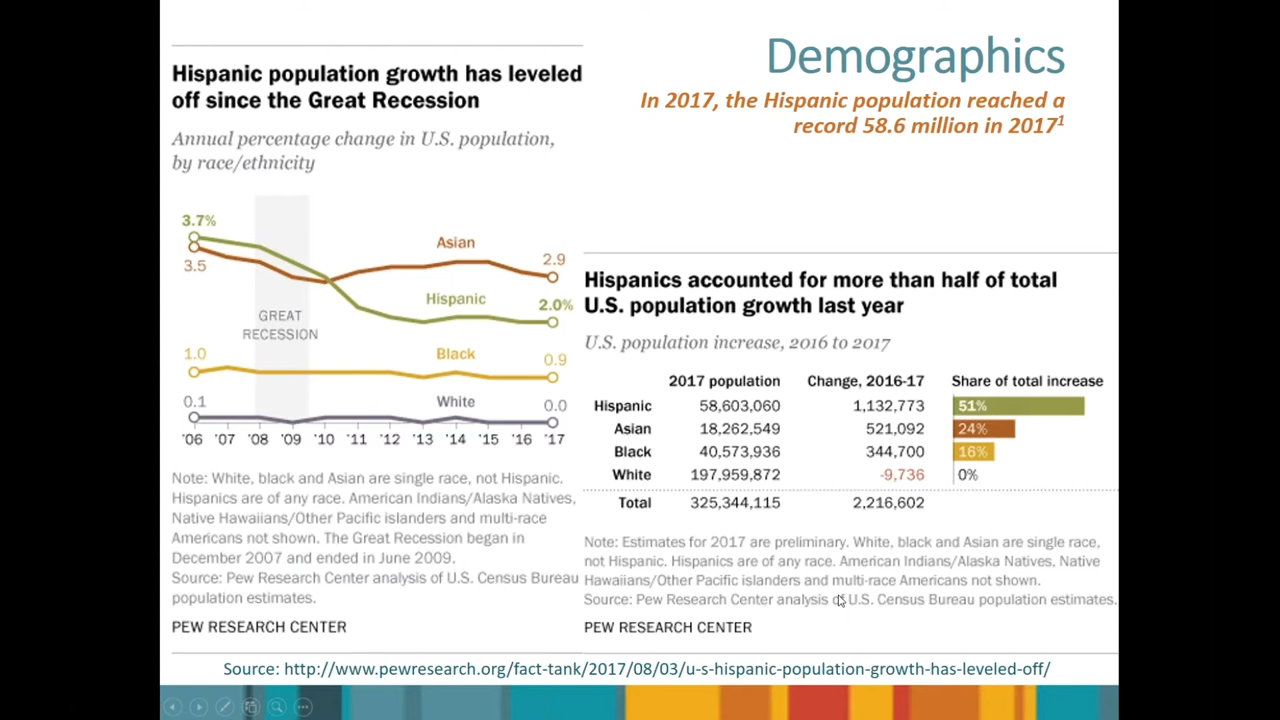 Demographics
In 2017, the Hispanic population reached a
record 58.6 million in 2017¹
Hispanic population growth has leveled
off since the Great Recession
Annual percentage change in U.S. population,
by race/ethnicity
3.7%
3.5
Asian
2.9
Hispanic
2.0%
GREAT
RECESSION
1.0
Black
0.9
0.1
White
0.0
'06 '07 '08 '09 '10 '11 '12 '13 '14 '15 '16 '17
Note: White, black and Asian are single race, not Hispanic.
Hispanics are of any race. American Indians/Alaska Natives,
Native Hawaiians/Other Pacific islanders and multi-race
Americans not shown. The Great Recession began in
December 2007 and ended in June 2009.
Source: Pew Research Center analysis of U.S. Census Bureau
population estimates.
PEW RESEARCH CENTER
Hispanics accounted for more than half of total
U.S. population growth last year
U.S. population increase, 2016 to 2017
2017 population Change, 2016-17 Share of total increase
Hispanic 58,603,060 1,132,773 51%
Asian 18,262,549 521,092 24%
Black 40,573,936 344,700 16%
White 197,959,872 -9,736 0%
Total 325,344,115 2,216,602
Note: Estimates for 2017 are preliminary. White, black and Asian are single race,
not Hispanic. Hispanics are of any race. American Indians/Alaska Natives, Native
Hawaiians/Other Pacific islanders and multi-race Americans not shown.
Source: Pew Research Center analysis of U.S. Census Bureau population estimates.
PEW RESEARCH CENTER
Source: http://www.pewresearch.org/fact-tank/2017/08/03/u-s-hispanic-population-growth-has-leveled-off/